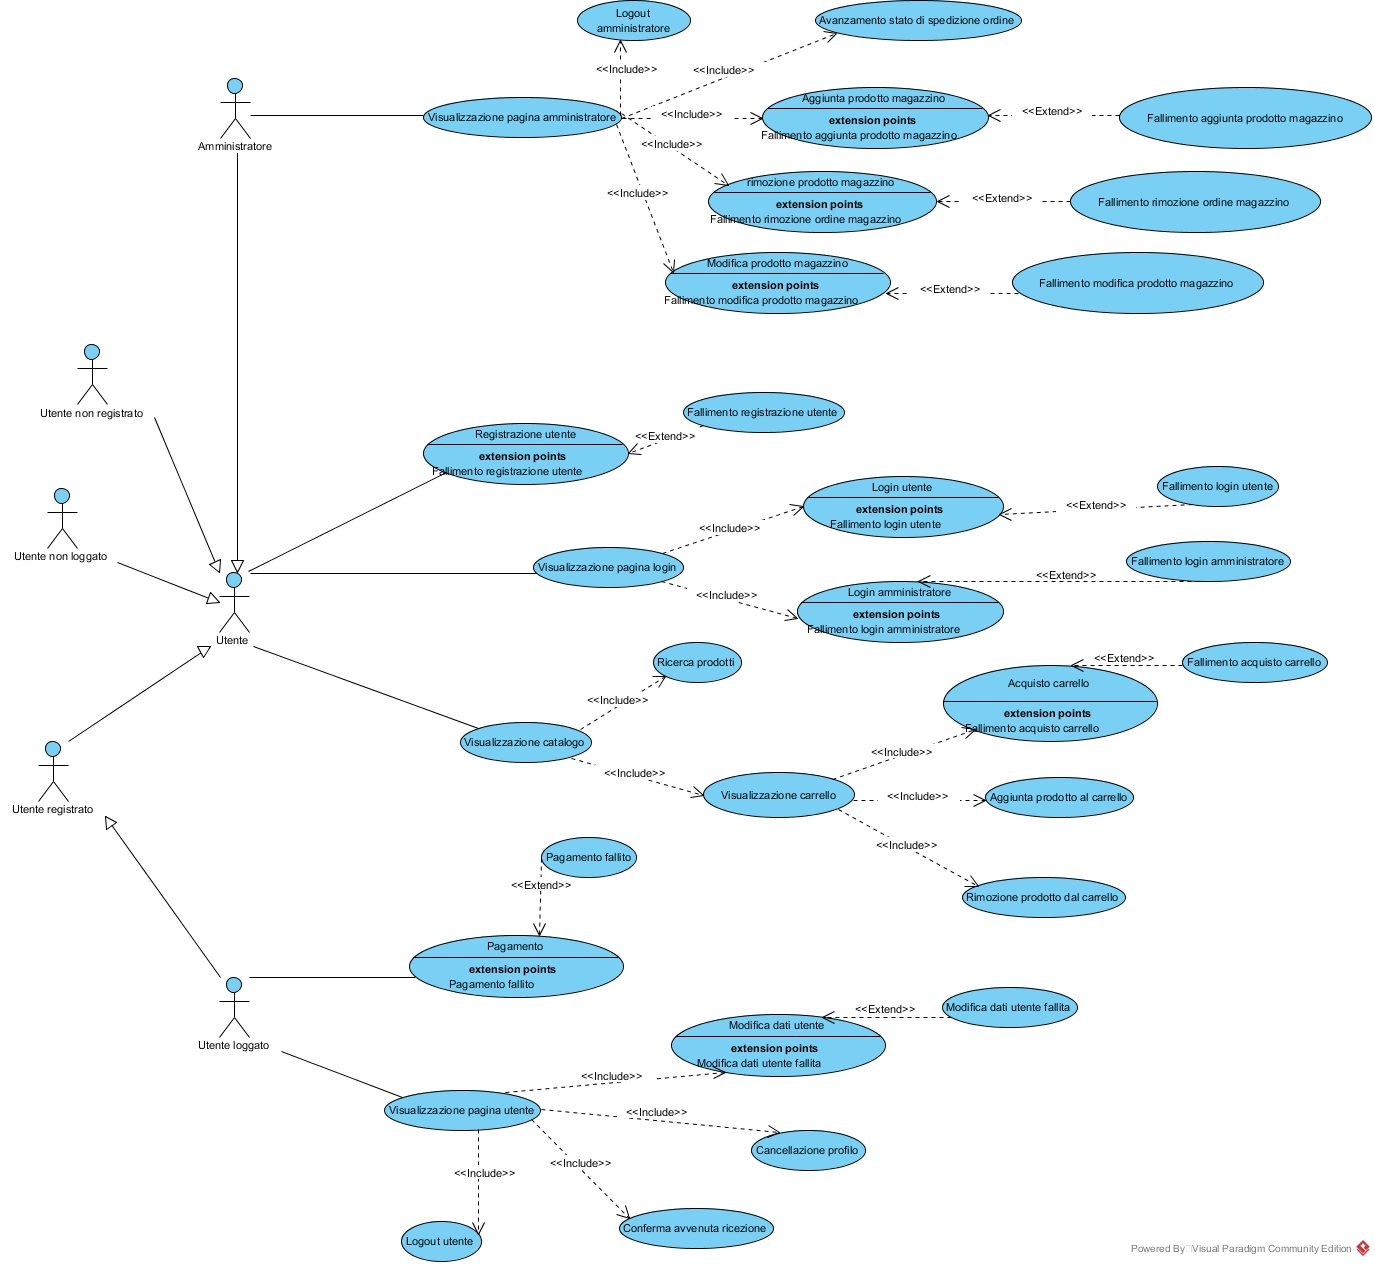 Logout
amministratore
Avanzamento stato di spedizione ordine
<<Include>>
<<Include>>
Amministratore
Visualizzazione pagina amministratore
<<Include>>
Aggiunta prodotto magazzino
extension points
Fallimento aggiunta prodotto magazzino
<<Extend>>
Fallimento aggiunta prodotto magazzino
<<Include>>
rimozione prodotto magazzino
extension points
Fallimento rimozione ordine magazzino
<<Extend>>
Fallimento rimozione ordine magazzino
<<Include>>
Modifica prodotto magazzino
extension points
Fallimento modifica prodotto magazzino
<<Extend>>
Fallimento modifica prodotto magazzino
Utente non registrato
Registrazione utente
extension points
Fallimento registrazione utente
<<Extend>>
Fallimento registrazione utente
Utente non loggato
Visualizzazione pagina login
<<Include>>
Login utente
extension points
Fallimento login utente
<<Extend>>
Fallimento login utente
<<Include>>
Login amministratore
extension points
Fallimento login amministratore
<<Extend>>
Fallimento login amministratore
Utente
Ricerca prodotti
<<Include>>
Visualizzazione catalogo
<<Include>>
Visualizzazione carrello
<<Include>>
Acquisto carrello
extension points
Fallimento acquisto carrello
<<Extend>>
Fallimento acquisto carrello
<<Include>>
Aggiunta prodotto al carrello
<<Include>>
Rimozione prodotto dal carrello
Utente registrato
Pagamento fallito
<<Extend>>
Pagamento
extension points
Pagamento fallito
Utente loggato
Modifica dati utente
extension points
Modifica dati utente fallita
<<Extend>>
Modifica dati utente fallita
<<Include>>
Visualizzazione pagina utente
<<Include>>
Cancellazione profilo
<<Include>>
<<Include>>
Conferma avvenuta ricezione
Logout utente
Powered By Visual Paradigm Community Edition